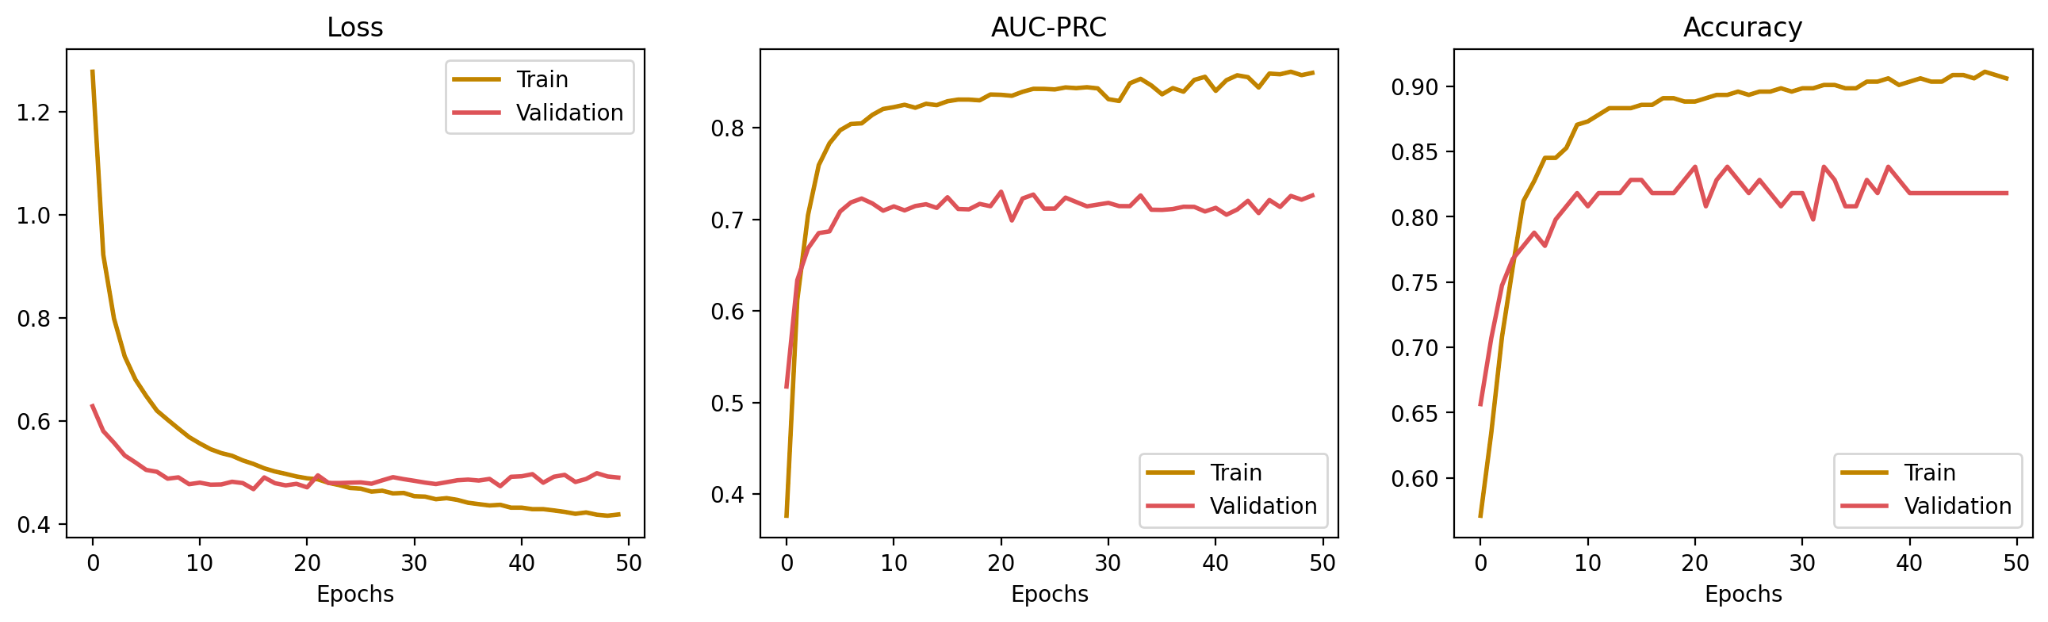 Loss
1.2
1.0
0.8
0.6
0.4
0 10 20 30 40 50
Epochs
Train
Validation
AUC-PRC
0.8
0.7
0.6
0.5
0.4
0 10 20 30 40 50
Epochs
Train
Validation
Accuracy
0.90
0.85
0.80
0.75
0.70
0.65
0.60
0 10 20 30 40 50
Epochs
Train
Validation